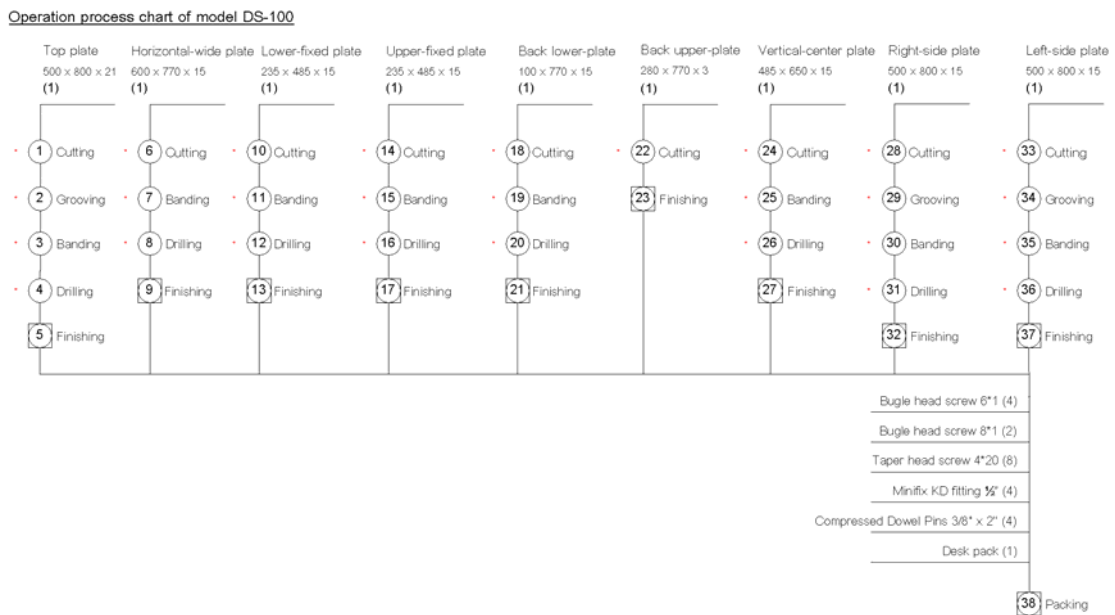 Operation process chart of model DS-100
Top plate Horizontal-wide plate Lower-fixed plate Upper-fixed plate Back lower-plate Back upper-plate Vertical-center plate Right-side plate Left-side plate
500 x 800 x 21 600 x 770 x 15 235 x 485 x 15 235 x 485 x 15 100 x 770 x 15 280 x 770 x 3 485 x 650 x 15 500 x 800 x 15 500 x 800 x 15
(1) (1) (1) (1) (1) (1) (1) (1) (1)
1 Cutting 6 Cutting 10 Cutting 14 Cutting 18 Cutting 22 Cutting 24 Cutting 28 Cutting 33 Cutting
2 Grooving 7 Banding 11 Banding 15 Banding 19 Banding 23 Finishing 25 Banding 29 Grooving 34 Grooving
3 Banding 8 Drilling 12 Drilling 16 Drilling 20 Drilling 26 Drilling 30 Banding 35 Banding
4 Drilling 9 Finishing 13 Finishing 17 Finishing 21 Finishing 27 Finishing 31 Drilling 36 Drilling
5 Finishing 32 Finishing 37 Finishing
Bugle head screw 6*1 (4)
Bugle head screw 8*1 (2)
Taper head screw 4*20 (8)
Minifix KD fitting ½" (4)
Compressed Dowel Pins 3/8" x 2" (4)
Desk pack (1)
38 Packing